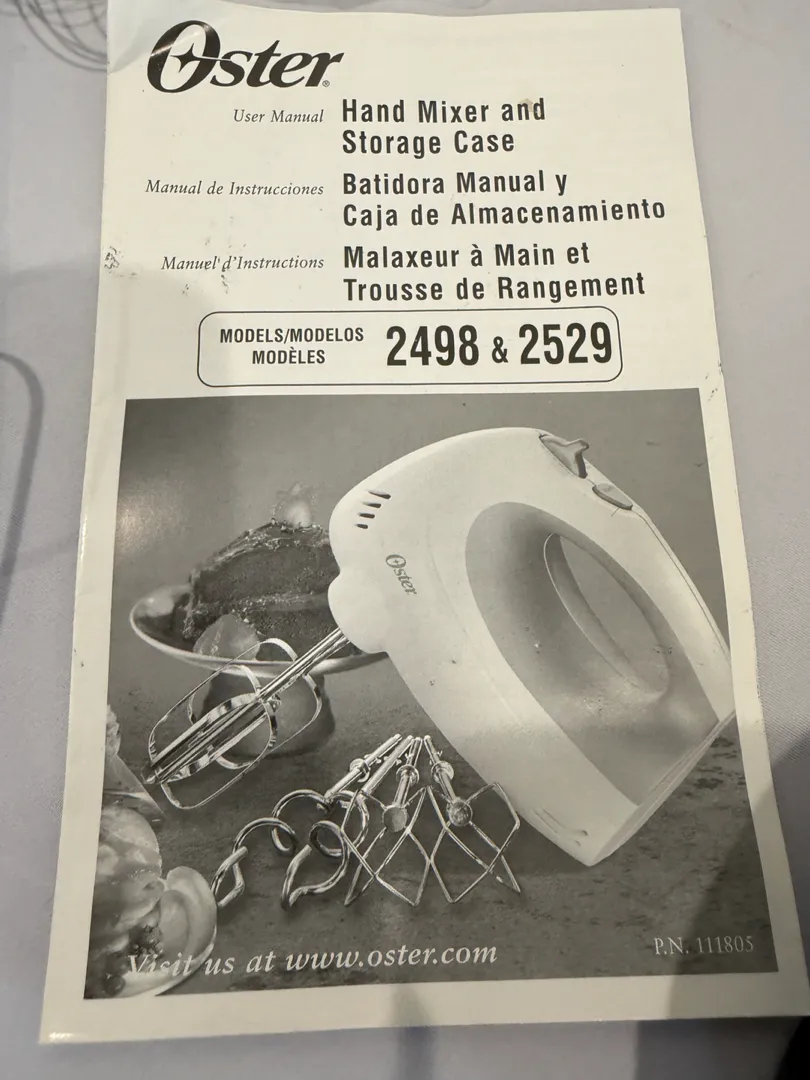 Oster®
User Manual Hand Mixer and
Storage Case
Manual de Instrucciones Batidora Manual y
Caja de Almacenamiento
Manuel d'Instructions Malaxeur à Main et
Trousse de Rangement
MODELS/MODELOS
MODÈLES
2498 & 2529
Oster
Visit us at www.oster.com
P.N. 111805